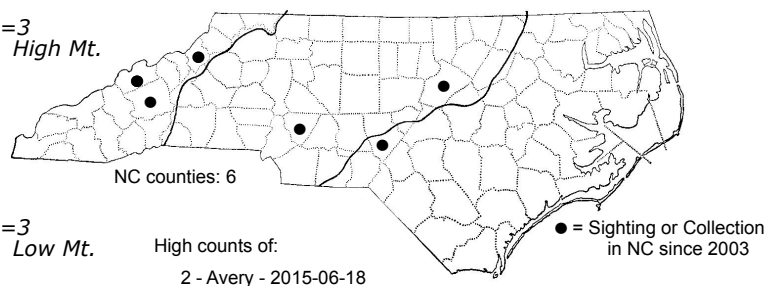 =3
High Mt.
NC counties: 6
=3
Low Mt.
High counts of:
2 - Avery - 2015-06-18
● = Sighting or Collection
in NC since 2003